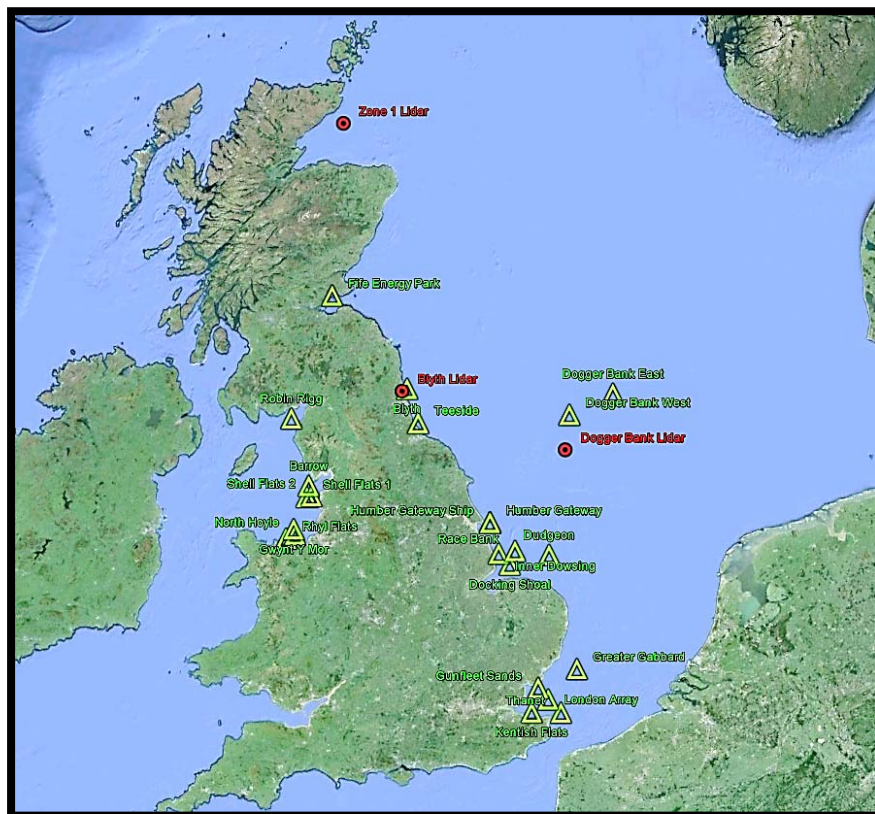 Zone 1 Lidar
Fife Energy Park
Dogger Bank East
Blyth Lidar
Robin Rigg
Blyth
Teeside
Dogger Bank West
Dogger Bank Lidar
Barrow
Shell Flats 2
Shell Flats 1
Humber Gateway Ship
Humber Gateway
North Hoyle
Rhyl Flats
Race Bank
Dudgeon
Gwynt Y Mor
Inner Dowsing
Docking Shoal
Greater Gabbard
Gunfleet Sands
Thanet
London Array
Kentish Flats